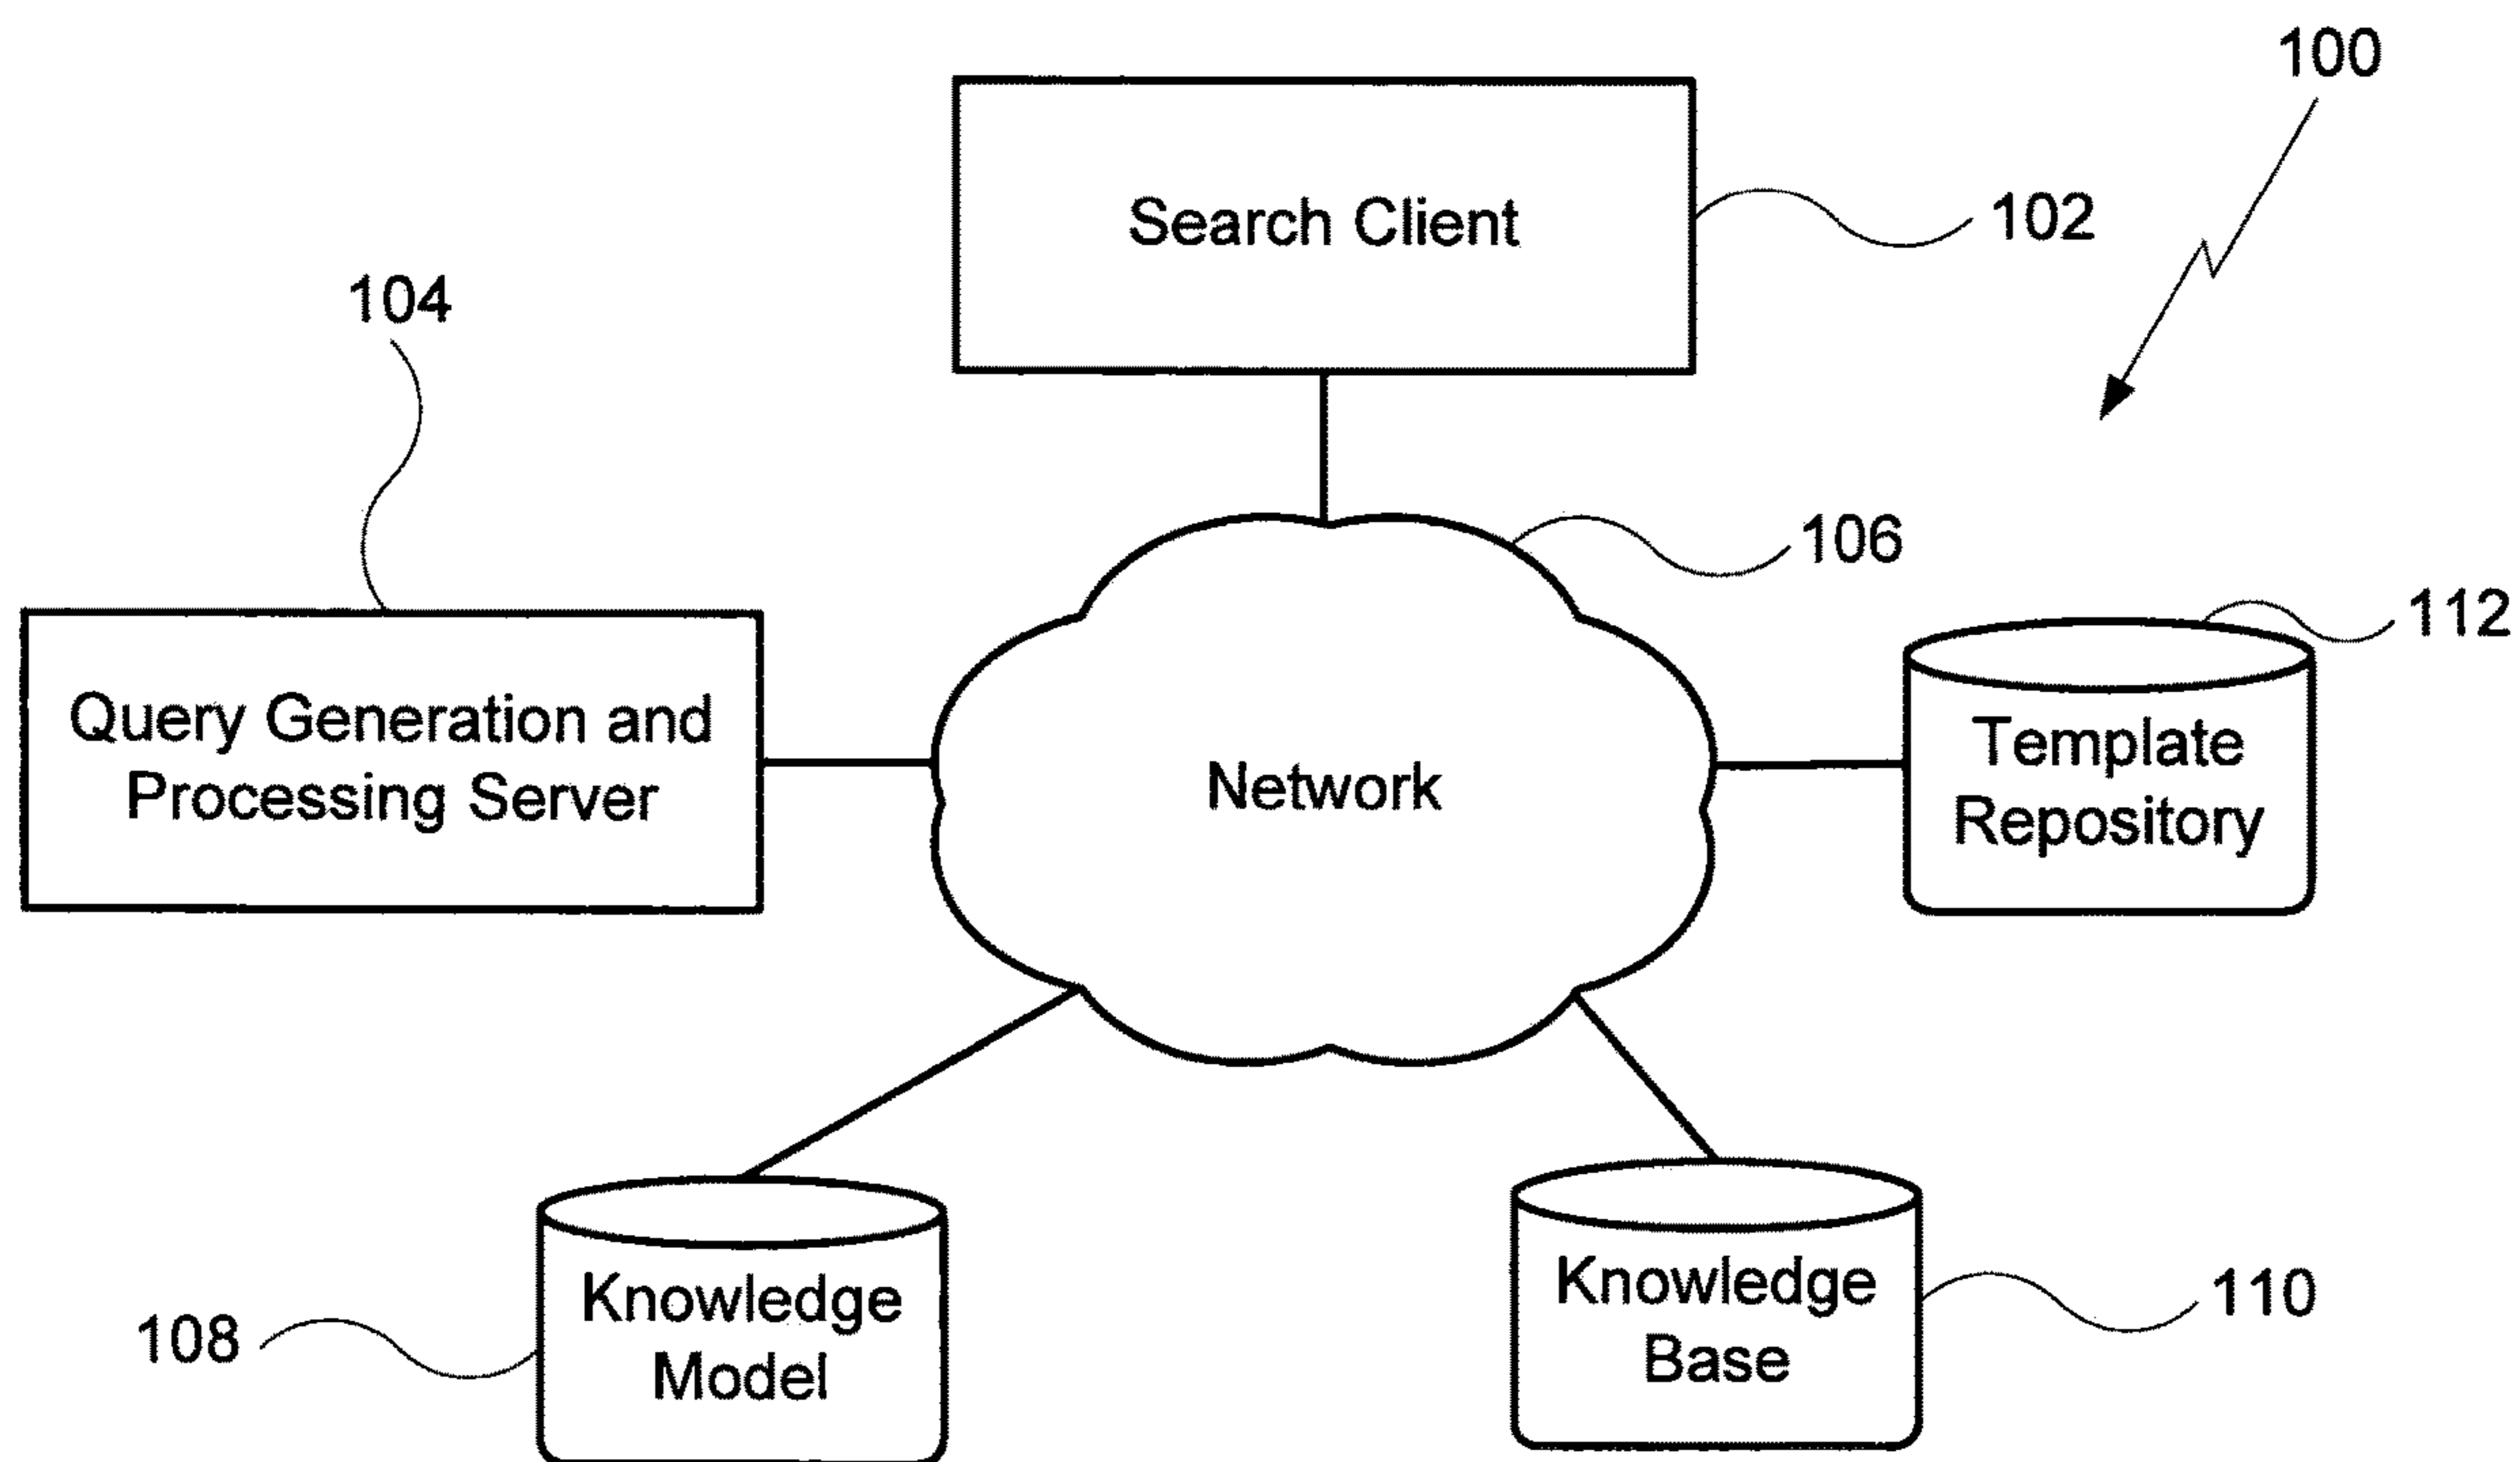 100
Search Client
102
104
106
112
Query Generation and
Processing Server
Network
Template
Repository
Knowledge
Model
108
Knowledge
Base
110